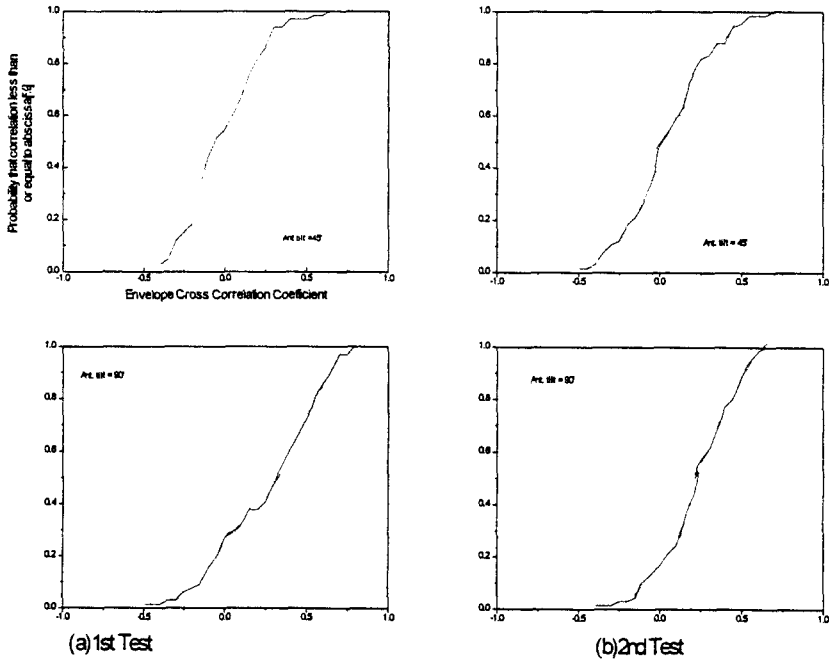 Probability that correlation less than
or equal to abscissa[%]
1.0
0.8
0.6
0.4
0.2
0.0
-1.0 -0.5 0.0 0.5 1.0
Ant. tilt =45°
Envelope Cross Correlation Coefficient
1.0
0.8
0.6
0.4
0.2
0.0
-1.0 -0.5 0.0 0.5 1.0
Ant. tilt = 45°
1.0
0.8
0.6
0.4
0.2
0.0
-1.0 -0.5 0.0 0.5 1.0
Ant. tilt = 90°
(a)1st Test
1.0
0.8
0.6
0.4
0.2
0.0
-1.0 -0.5 0.0 0.5 1.0
Ant. tilt = 90°
(b)2nd Test